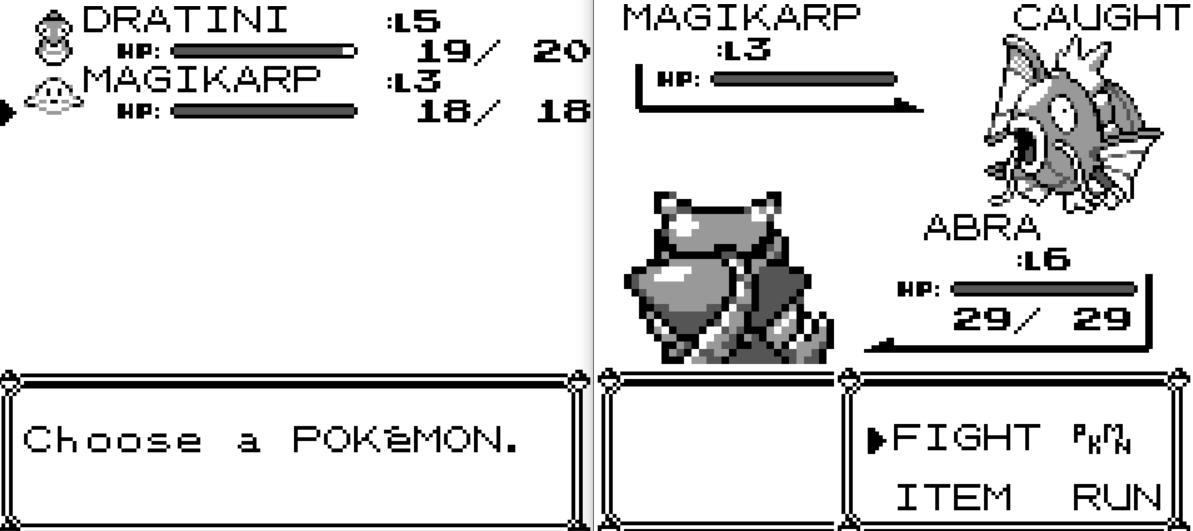 DRATINI :L5
HP: 19/ 20
MAGIKARP :L3
HP: 18/ 18
Choose a POKéMON.
MAGIKARP CAUGHT
:L3
HP:
ABRA
:L6
HP:
29/ 29
FIGHT PKMN
ITEM RUN